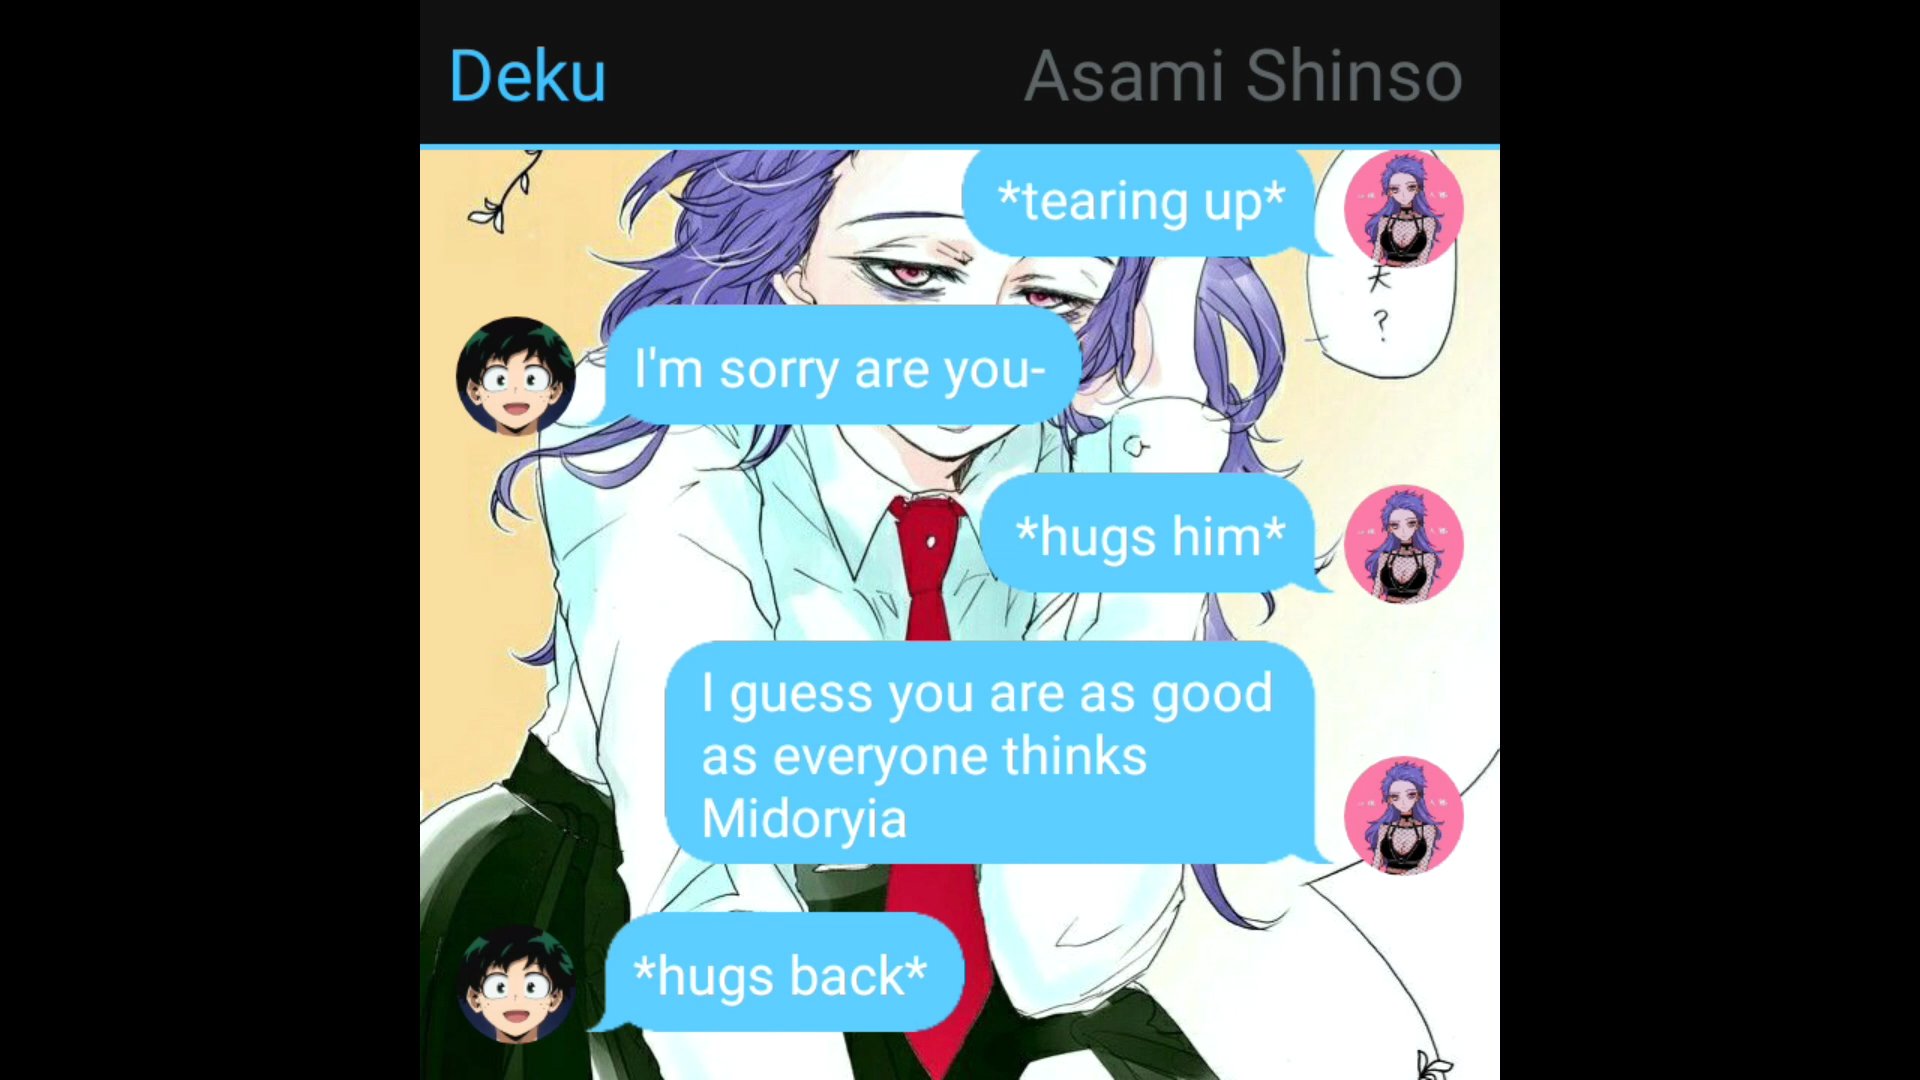 Deku
Asami Shinso
*tearing up*
夫
?
I'm sorry are you-
*hugs him*
I guess you are as good
as everyone thinks
Midoryia
*hugs back*